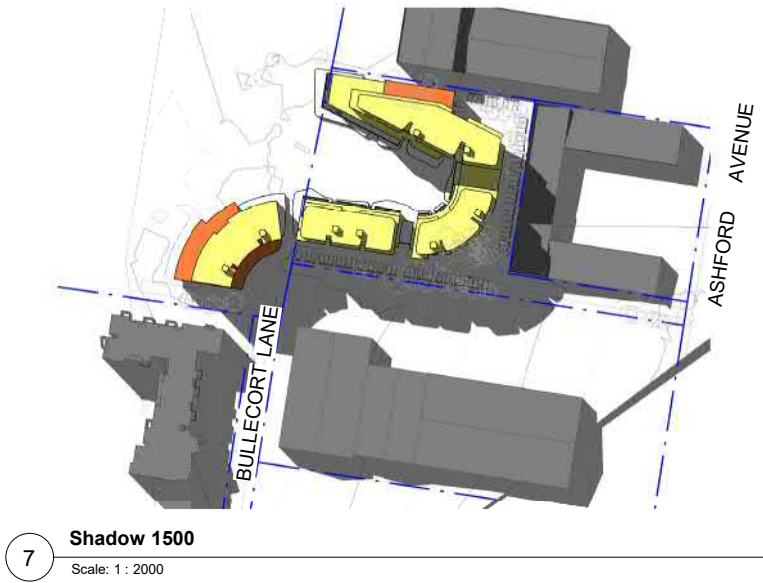 AVENUE
ASHFORD
BULLECORT LANE
7
Shadow 1500
Scale: 1 : 2000